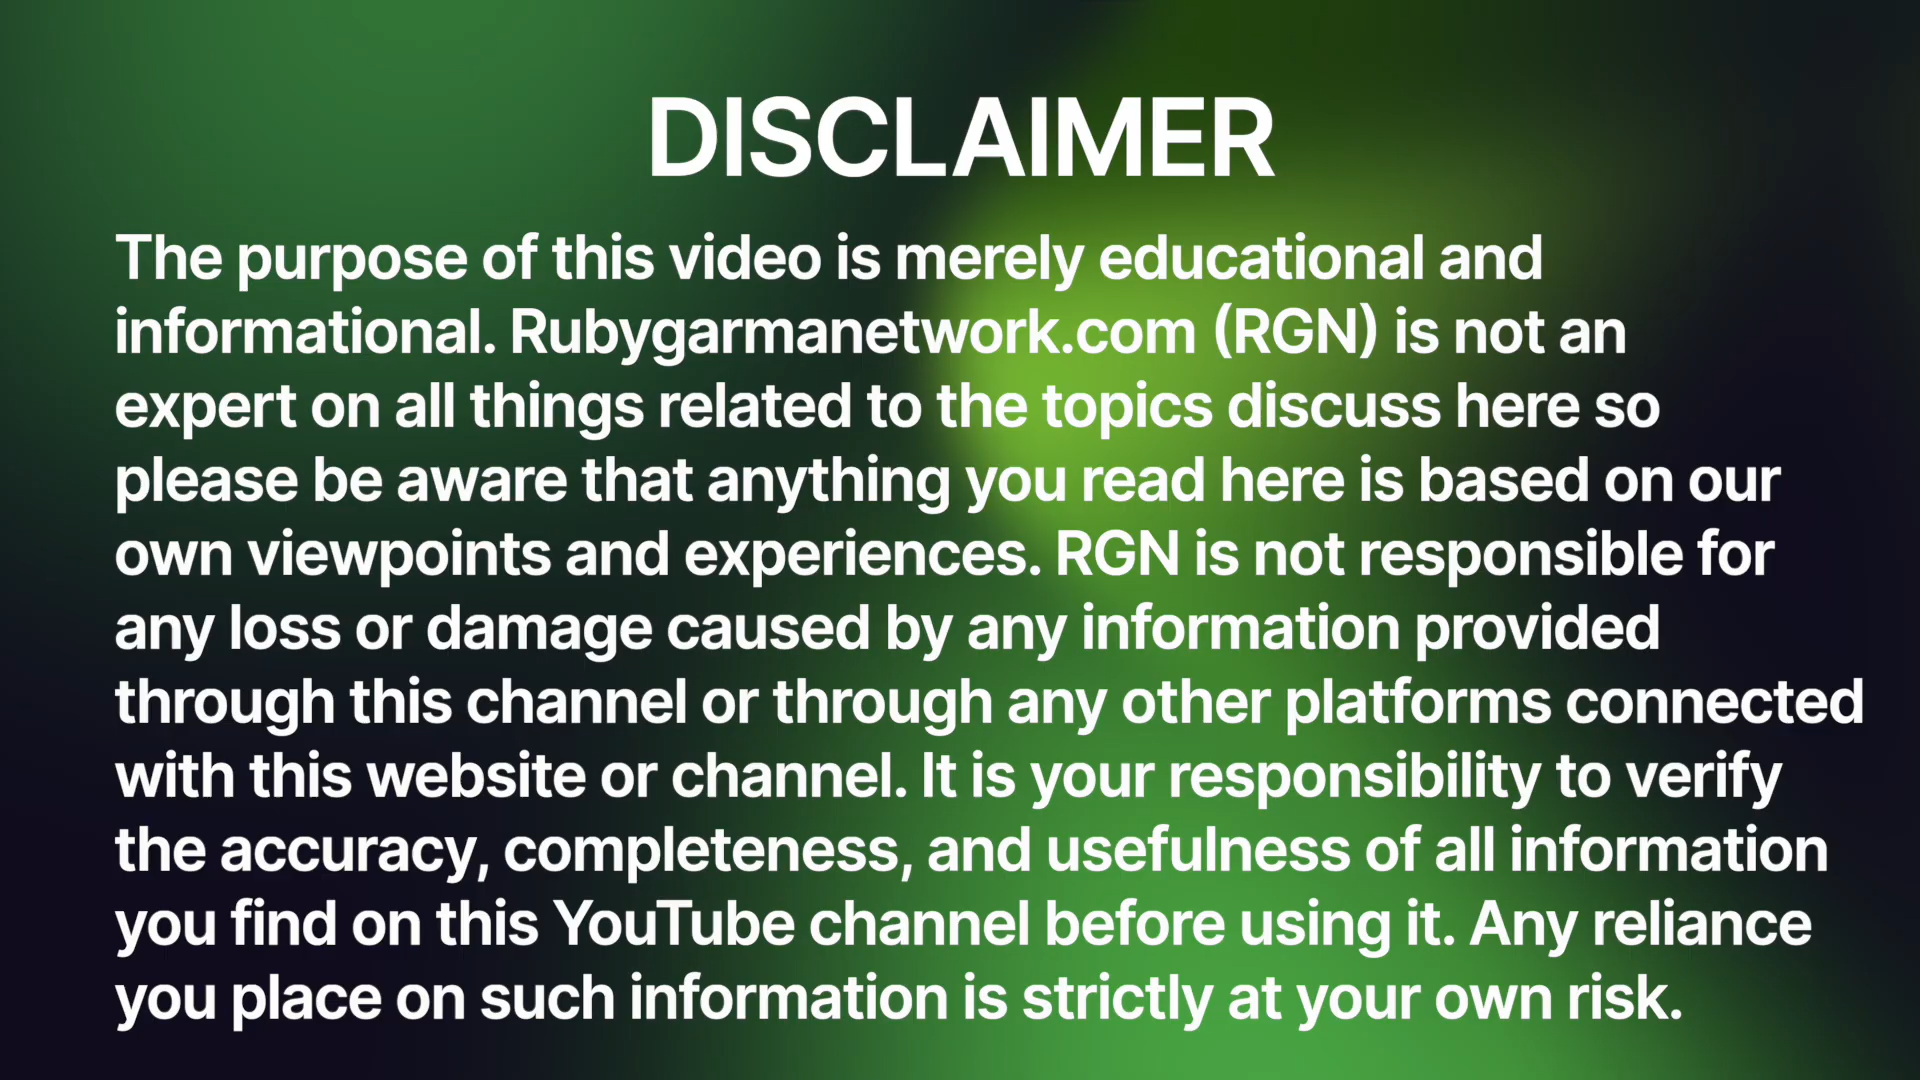 DISCLAIMER
The purpose of this video is merely educational and
informational. Rubygarmanetwork.com (RGN) is not an
expert on all things related to the topics discuss here so
please be aware that anything you read here is based on our
own viewpoints and experiences. RGN is not responsible for
any loss or damage caused by any information provided
through this channel or through any other platforms connected
with this website or channel. It is your responsibility to verify
the accuracy, completeness, and usefulness of all information
you find on this YouTube channel before using it. Any reliance
you place on such information is strictly at your own risk.